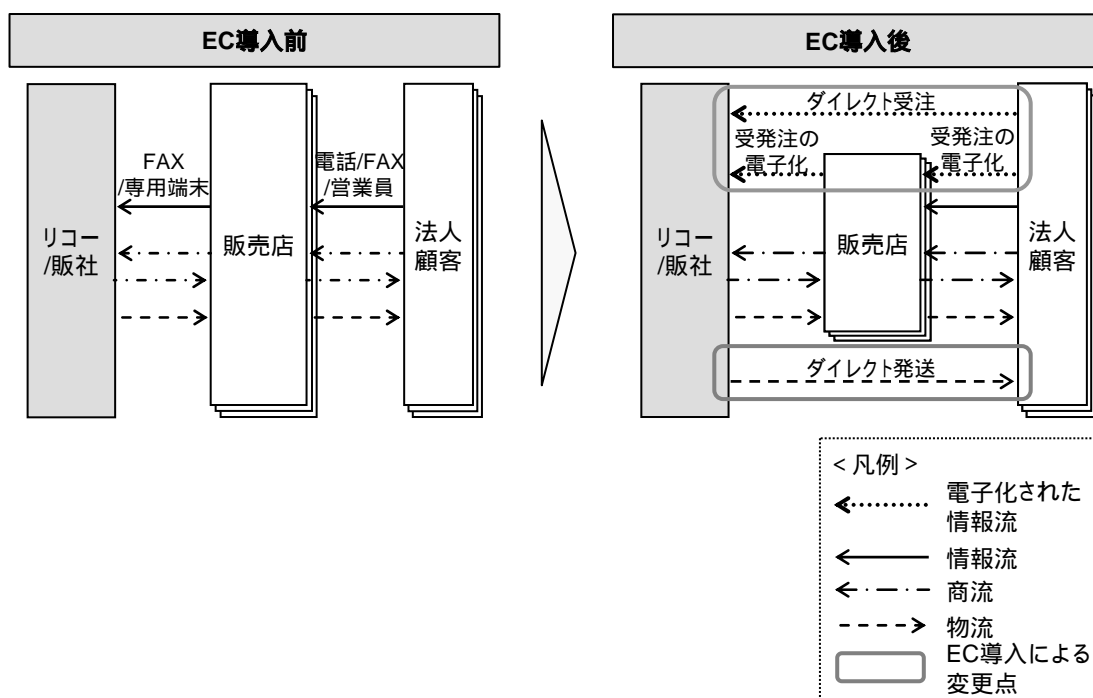 EC導入前
FAX
/専用端末
電話/FAX
/営業員
リコー
/販社
販売店
法人
顧客
EC導入後
ダイレクト受注
受発注の
電子化
受発注の
電子化
リコー
/販社
販売店
法人
顧客
ダイレクト発送
<凡例>
電子化された
情報流
情報流
商流
物流
EC導入による
変更点